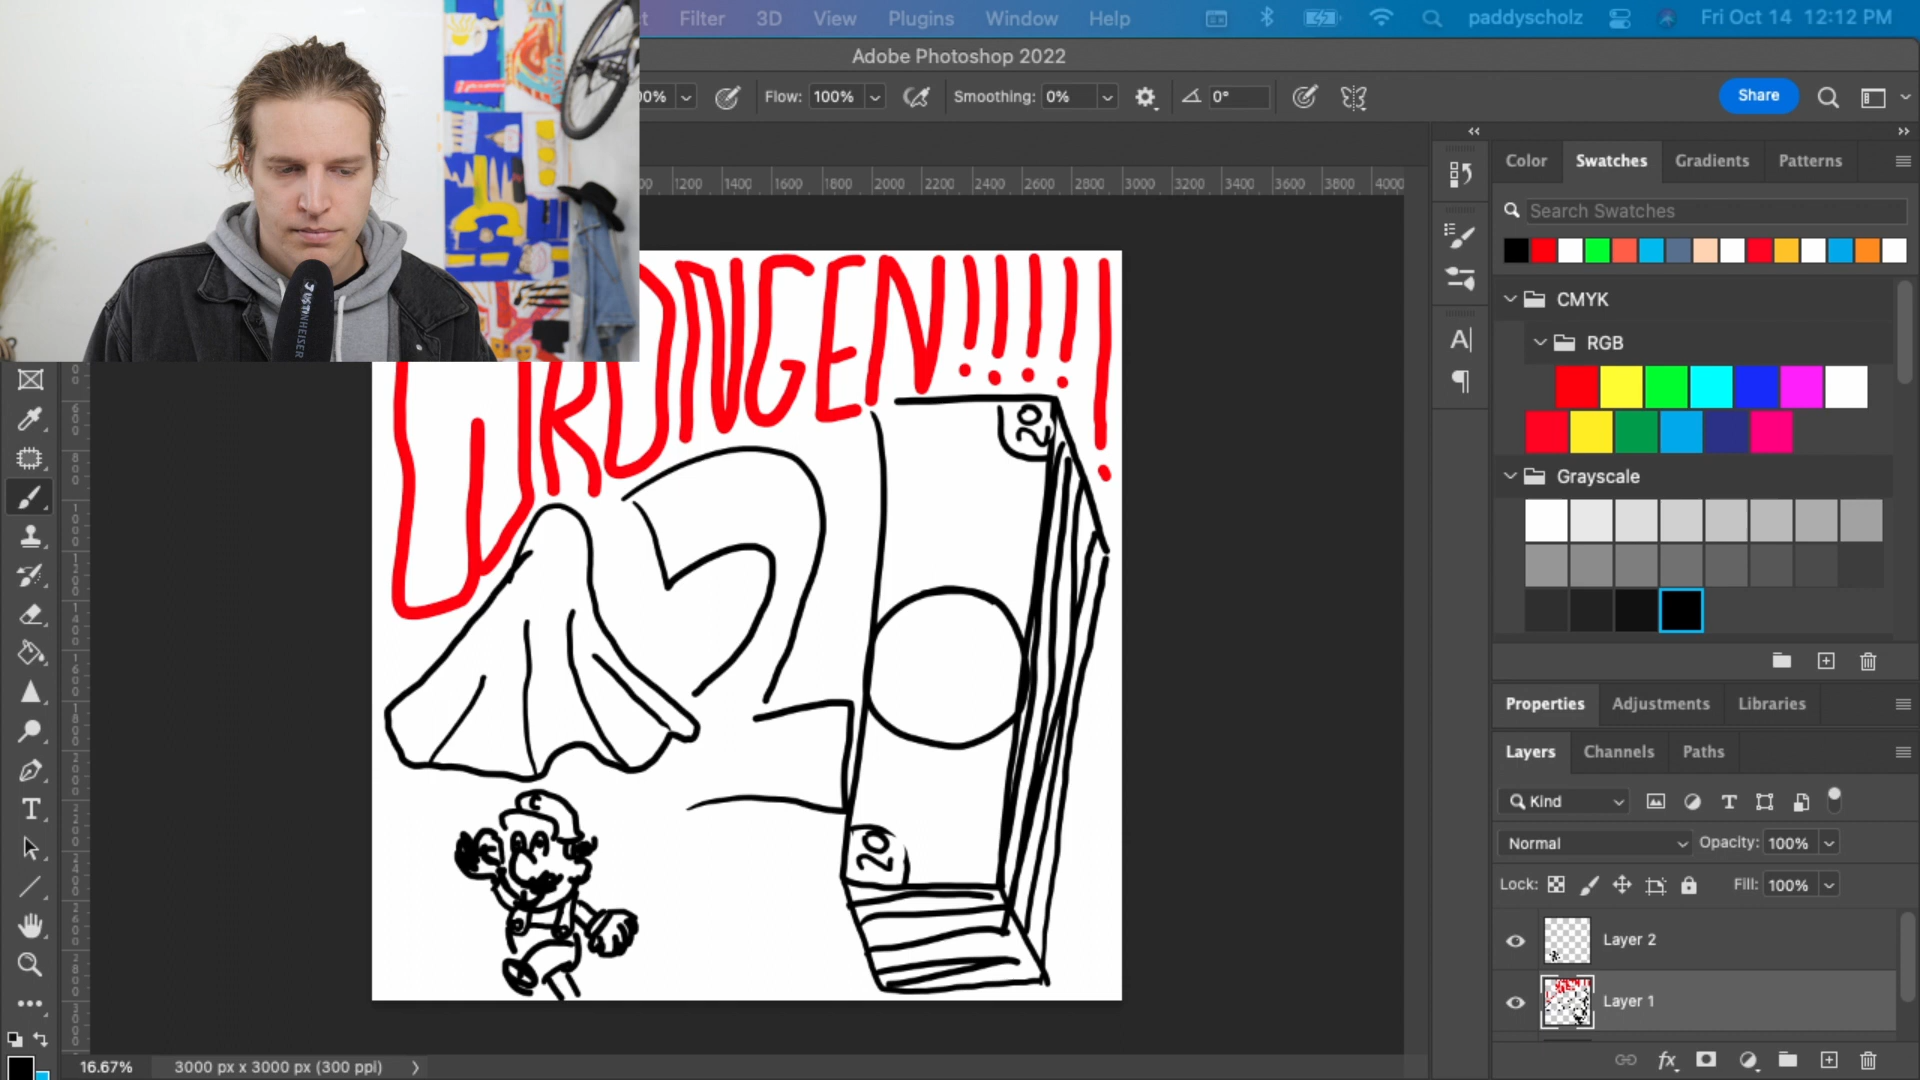 Filter 3D View Plugins Window Help paddyscholz Fri Oct 14 12:12 PM
Adobe Photoshop 2022
Flow: 100% Smoothing: 0% 0° Share
1200 1400 1600 1800 2000 2200 2400 2600 2800 3000 3200 3400 3600 3800 4000
Color Swatches Gradients Patterns
Search Swatches
CMYK
RGB
Grayscale
WRONGEN!!!!!
20
20
C
A
Properties Adjustments Libraries
Layers Channels Paths
Kind
Normal Opacity: 100%
Lock: Fill: 100%
Layer 2
Layer 1
16.67% 3000 px x 3000 px (300 ppi)